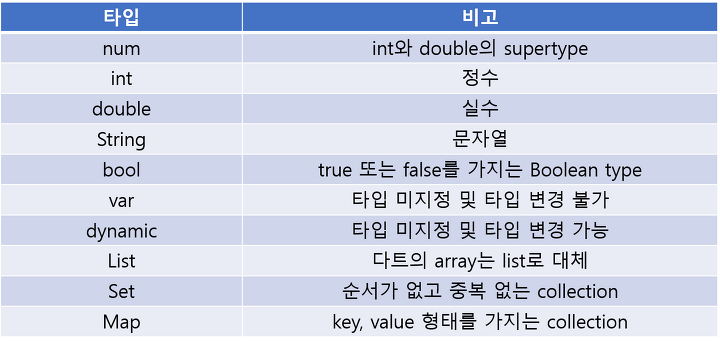 타입 비고
num int와 double의 supertype
int 정수
double 실수
String 문자열
bool true 또는 false를 가지는 Boolean type
var 타입 미지정 및 타입 변경 불가
dynamic 타입 미지정 및 타입 변경 가능
List 다트의 array는 list로 대체
Set 순서가 없고 중복 없는 collection
Map key, value 형태를 가지는 collection